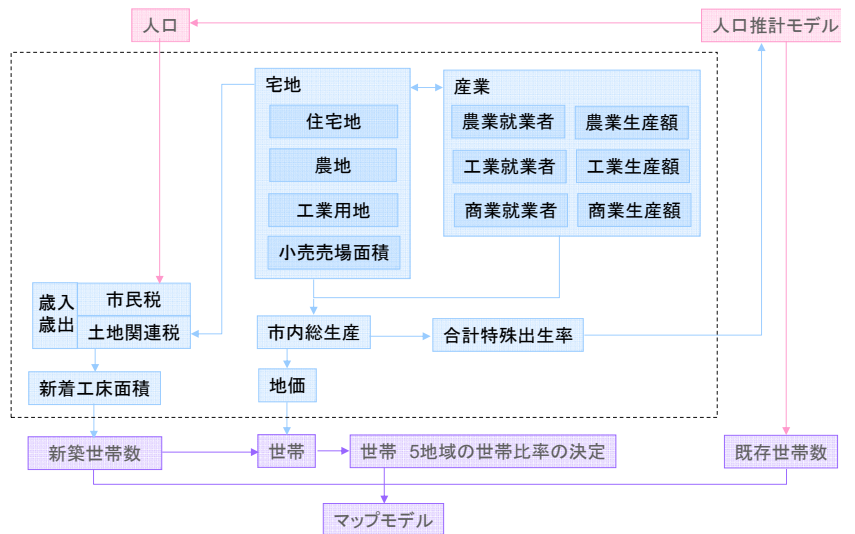 人口
人口推計モデル
宅地
住宅地
農地
工業用地
小売売場面積
産業
農業就業者
農業生産額
工業就業者
工業生産額
商業就業者
商業生産額
歳入
歳出
市民税
土地関連税
市内総生産
合計特殊出生率
新着工床面積
地価
新築世帯数
世帯
世帯 5地域の世帯比率の決定
既存世帯数
マップモデル